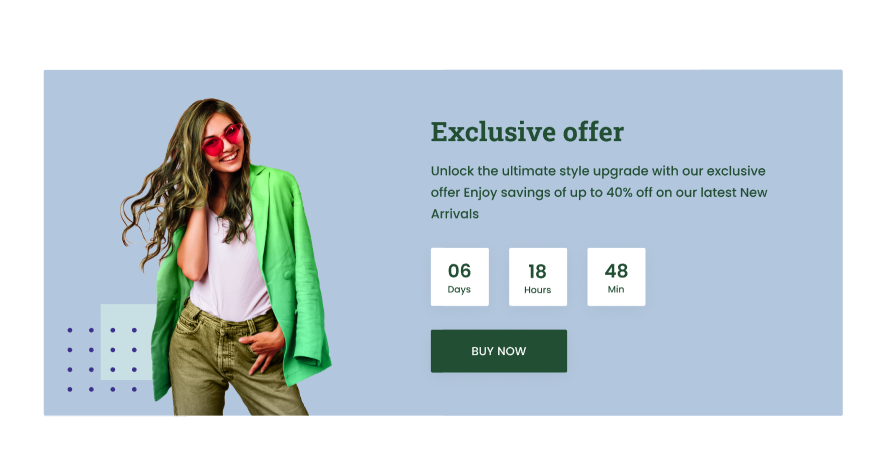 Exclusive offer
Unlock the ultimate style upgrade with our exclusive
offer Enjoy savings of up to 40% off on our latest New
Arrivals
06 18 48
Days Hours Min
BUY NOW